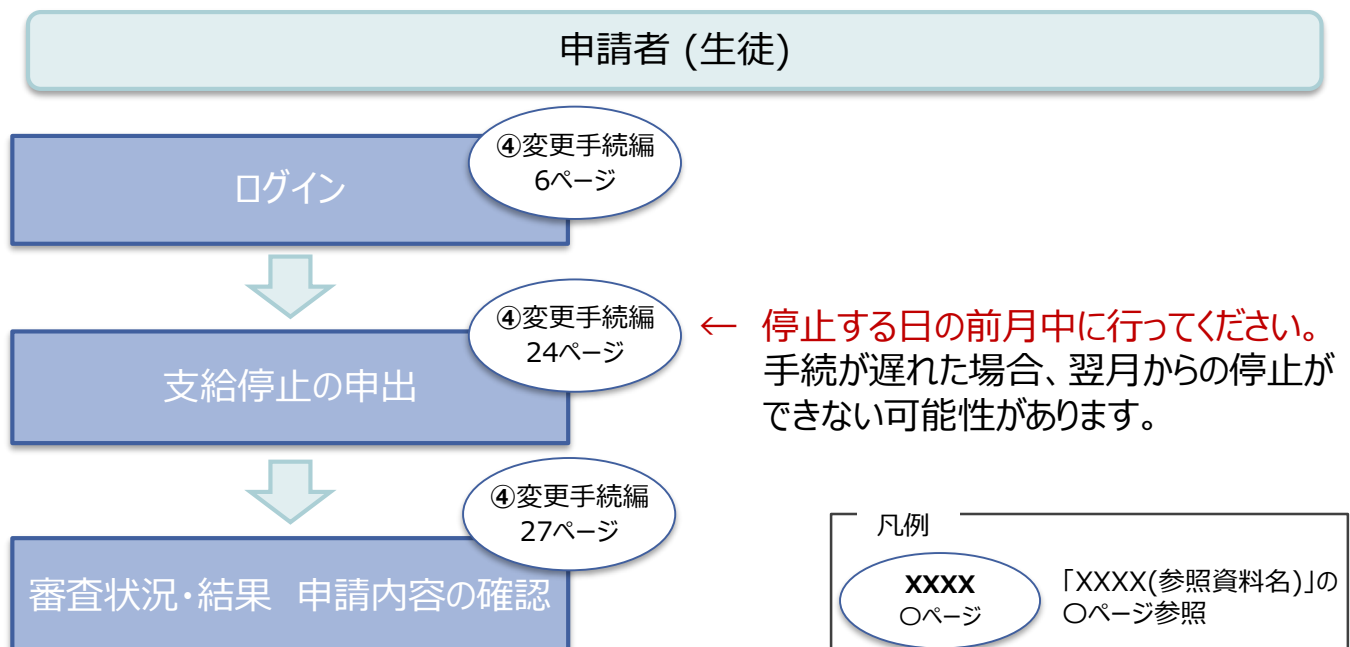 申請者 (生徒)
④変更手続編
6ページ
ログイン
④変更手続編
24ページ
支給停止の申出
← 停止する日の前月中に行ってください。
手続が遅れた場合、翌月からの停止が
できない可能性があります。
④変更手続編
27ページ
審査状況・結果 申請内容の確認
凡例
XXXX
〇ページ
「XXXX(参照資料名)」の
〇ページ参照